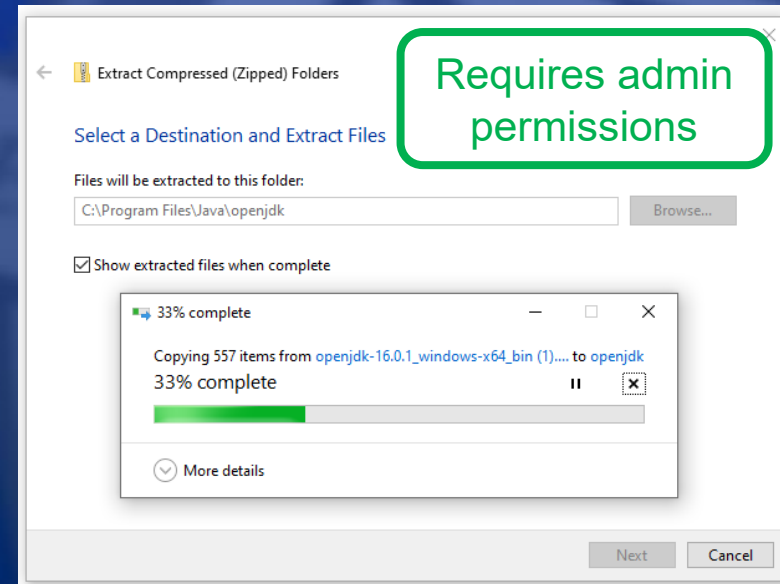 Requires admin
permissions
Extract Compressed (Zipped) Folders
Select a Destination and Extract Files
Files will be extracted to this folder:
C:\Program Files\Java\openjdk
Browse...
Show extracted files when complete
33% complete
Copying 557 items from openjdk-16.0.1_windows-x64_bin (1).... to openjdk
33% complete
More details
Next
Cancel